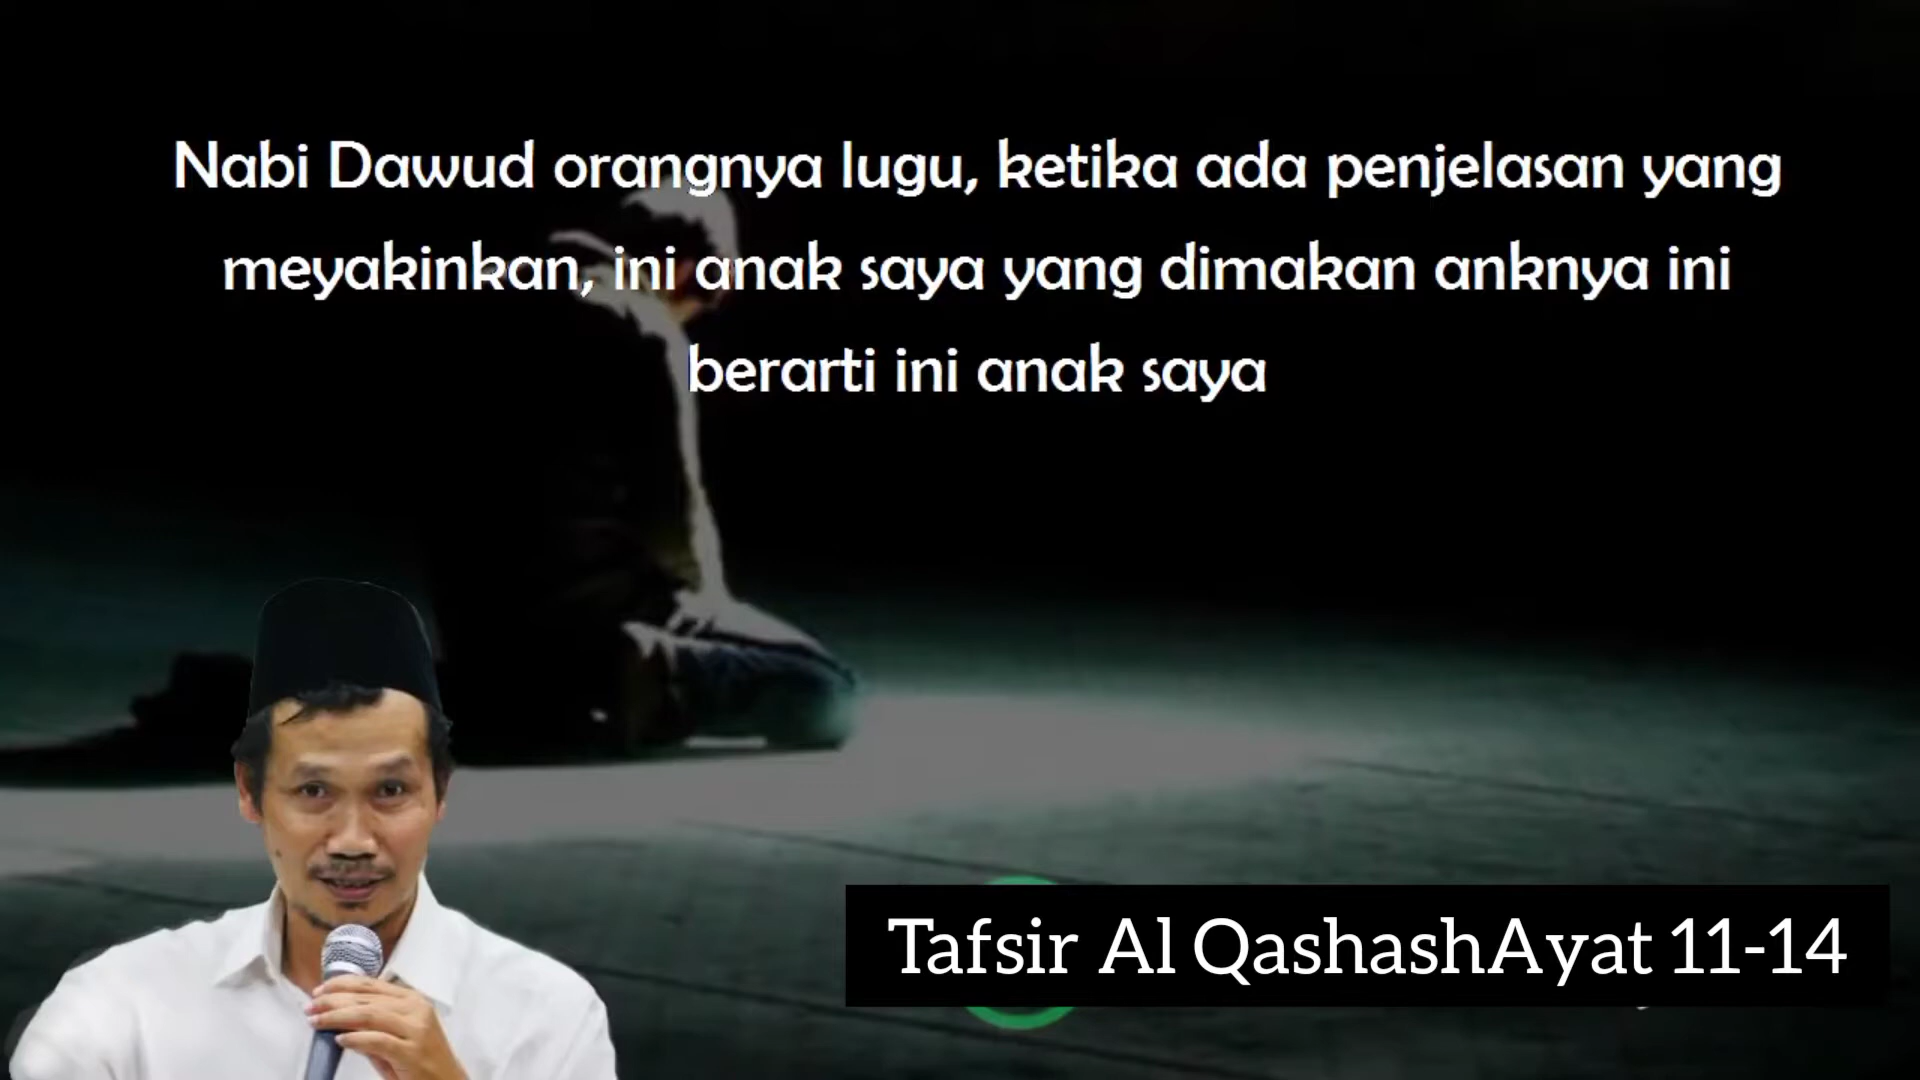 Nabi Dawud orangnya lugu, ketika ada penjelasan yang
meyakinkan, ini anak saya yang dimakan anknya ini
berarti ini anak saya
Tafsir Al QashashAyat 11-14